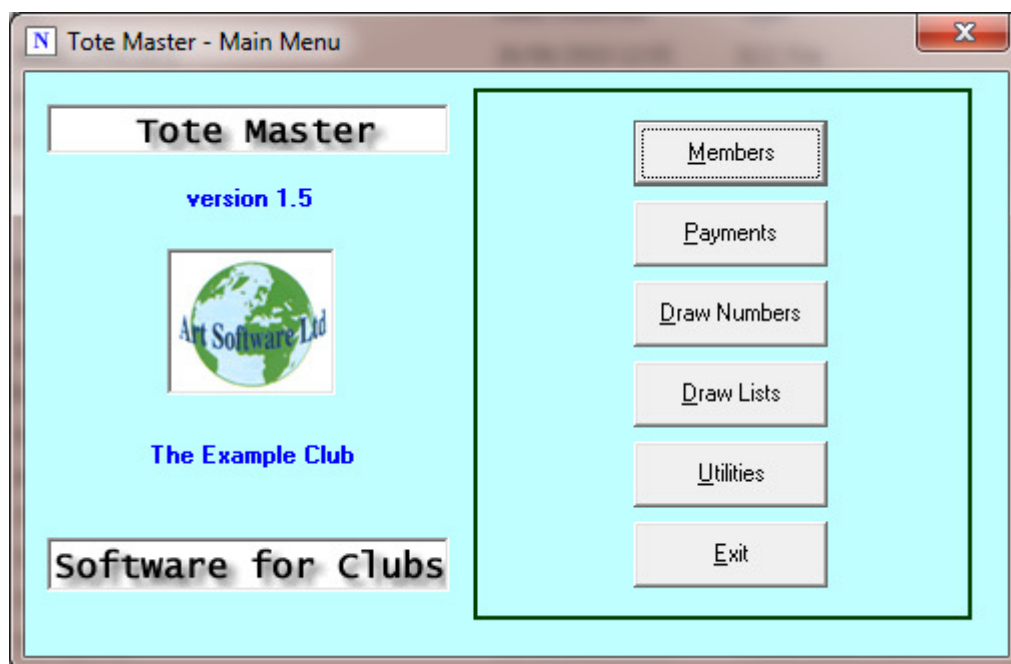 N Tote Master - Main Menu
Tote Master
version 1.5
Art Software Ltd
The Example Club
Software for Clubs
Members
Payments
Draw Numbers
Draw Lists
Utilities
Exit